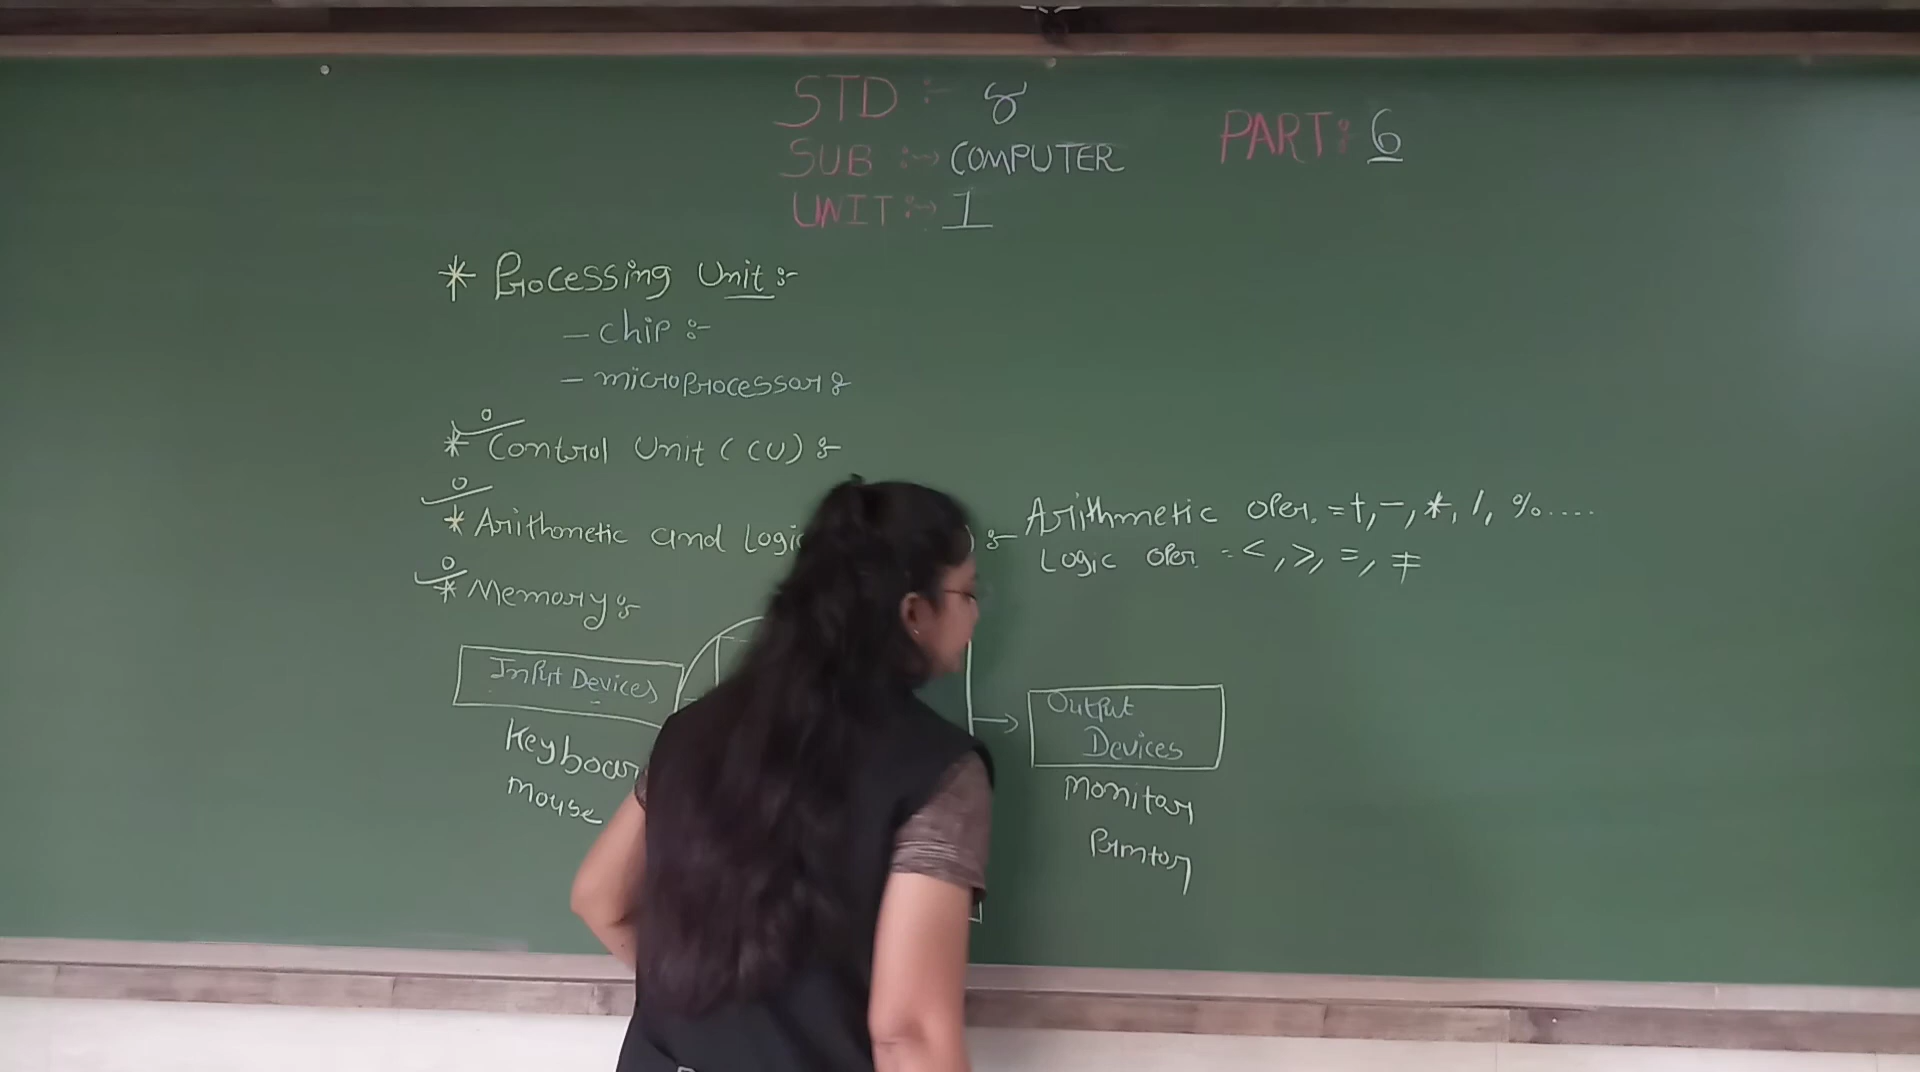 STD :- 8
SUB :-> COMPUTER
UNIT :-> 1
PART :- 6
* Processing Unit :-
- chip :-
- microprocessor :-
* Control Unit (CU) :-
* Arithmetic and Logic ) :- Arithmetic oper. = +, -, *, /, % ....
Logic oper. = <, >, =, ≠
* Memory :-
Input Devices
Keyboar
mouse
Output
Devices
Monitor
Printer